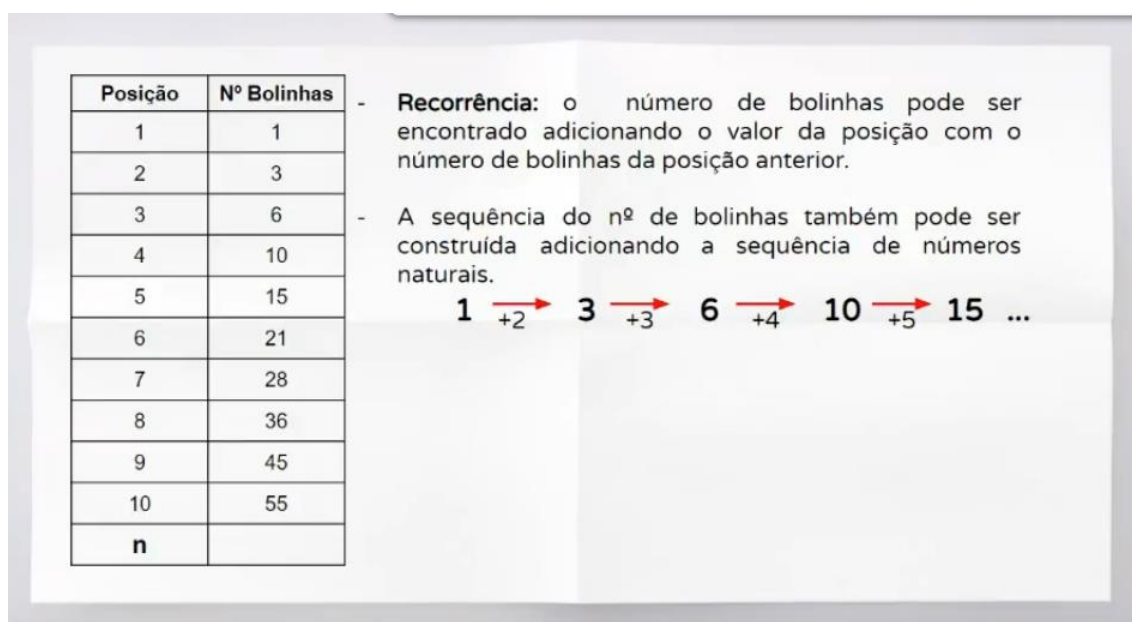 Posição Nº Bolinhas
1 1
2 3
3 6
4 10
5 15
6 21
7 28
8 36
9 45
10 55
n
- Recorrência: o número de bolinhas pode ser
encontrado adicionando o valor da posição com o
número de bolinhas da posição anterior.
- A sequência do nº de bolinhas também pode ser
construída adicionando a sequência de números
naturais.
1 +2 3 +3 6 +4 10 +5 15 ...